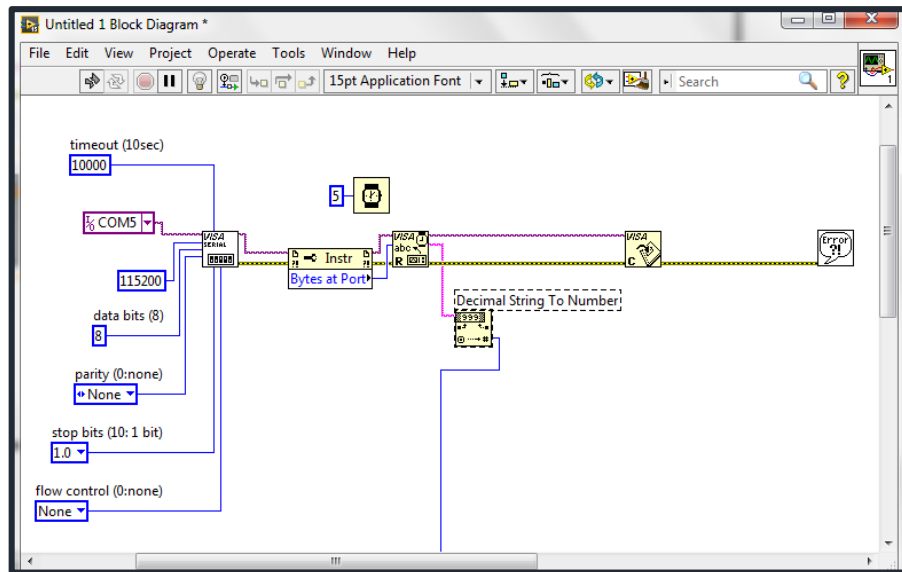 Untitled 1 Block Diagram *
File Edit View Project Operate Tools Window Help
15pt Application Font
Search
1
timeout (10sec)
10000
5
I/O COM5
VISA
SERIAL
Instr
Bytes at Port
VISA
abc
R
VISA
C
Error
?!
115200
Decimal String To Number
999
data bits (8)
8
parity (0:none)
None
stop bits (10: 1 bit)
1.0
flow control (0:none)
None